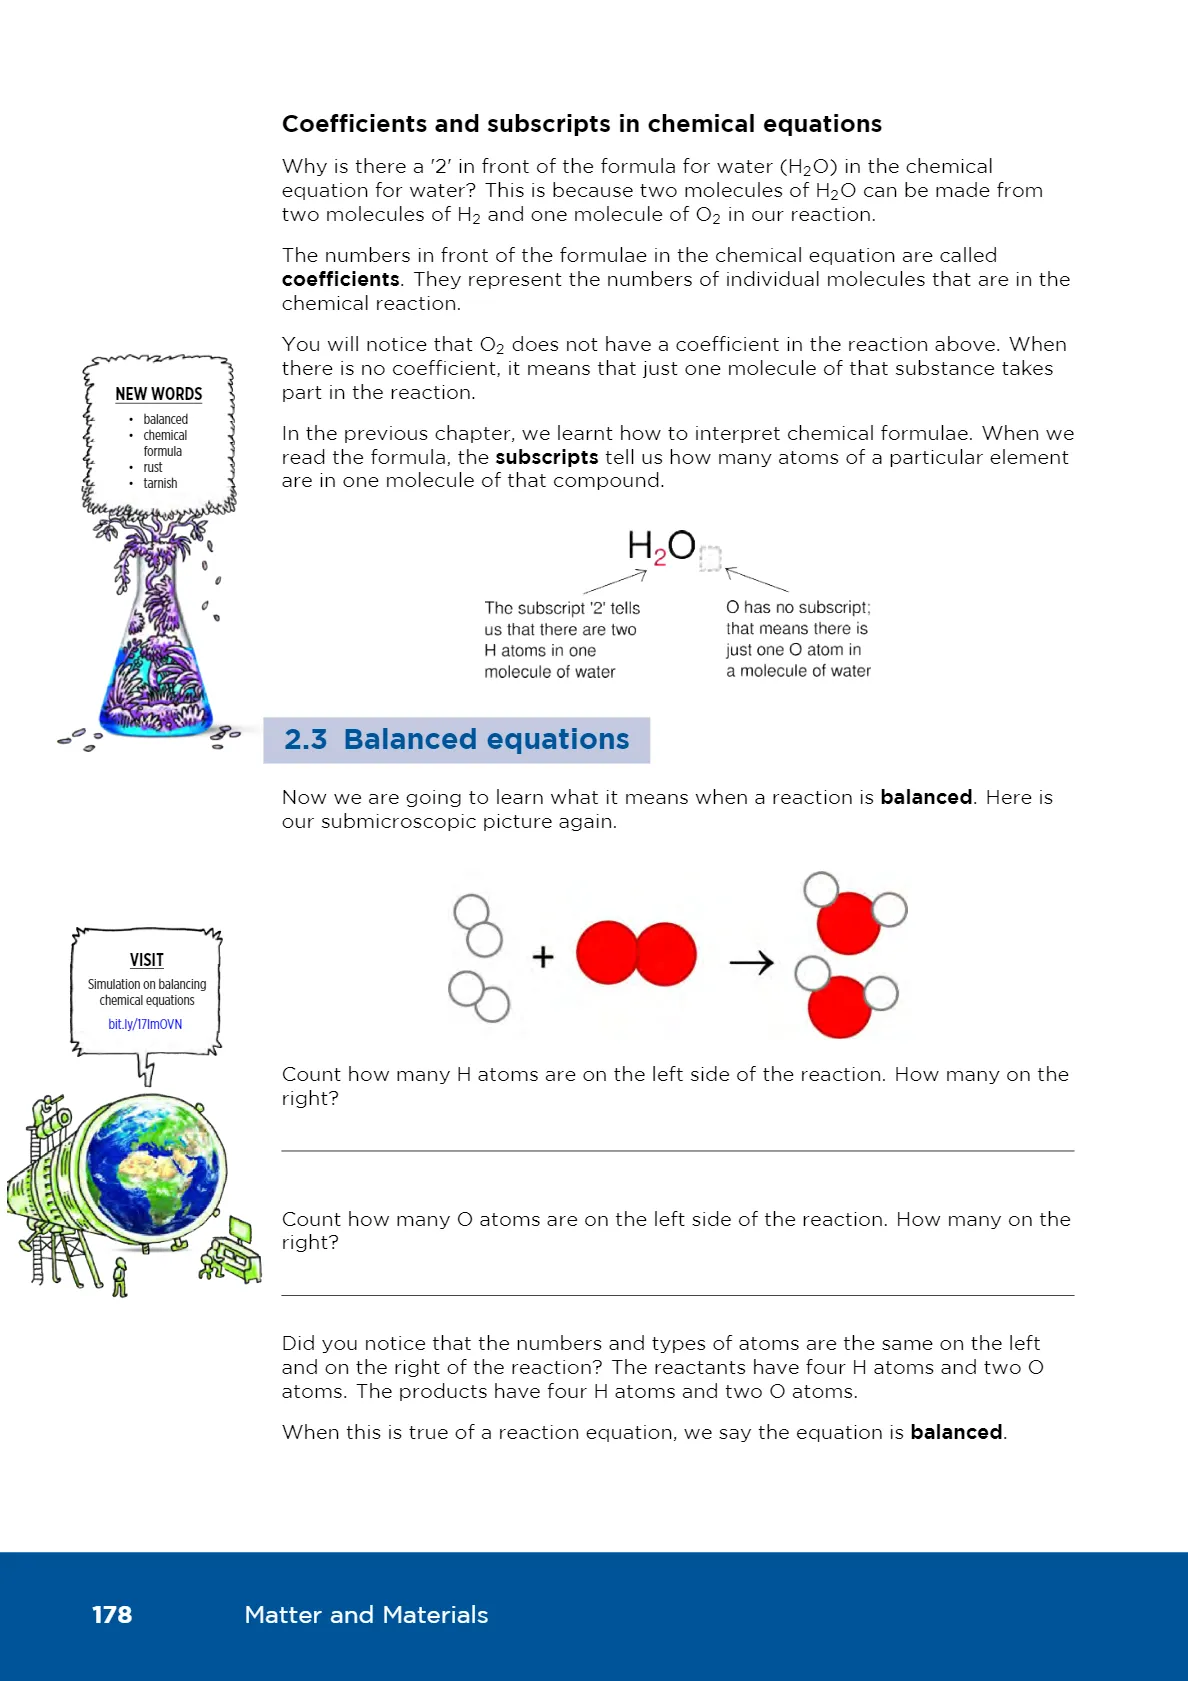 Coefficients and subscripts in chemical equations
Why is there a '2' in front of the formula for water (H₂O) in the chemical
equation for water? This is because two molecules of H₂O can be made from
two molecules of H₂ and one molecule of O₂ in our reaction.
The numbers in front of the formulae in the chemical equation are called
coefficients. They represent the numbers of individual molecules that are in the
chemical reaction.
You will notice that O₂ does not have a coefficient in the reaction above. When
there is no coefficient, it means that just one molecule of that substance takes
part in the reaction.
In the previous chapter, we learnt how to interpret chemical formulae. When we
read the formula, the subscripts tell us how many atoms of a particular element
are in one molecule of that compound.
NEW WORDS
• balanced
• chemical
formula
• rust
• tarnish
H₂O
The subscript '2' tells
us that there are two
H atoms in one
molecule of water
O has no subscript;
that means there is
just one O atom in
a molecule of water
2.3 Balanced equations
Now we are going to learn what it means when a reaction is balanced. Here is
our submicroscopic picture again.
+ →
VISIT
Simulation on balancing
chemical equations
bit.ly/17ImOVN
Count how many H atoms are on the left side of the reaction. How many on the
right?
Count how many O atoms are on the left side of the reaction. How many on the
right?
Did you notice that the numbers and types of atoms are the same on the left
and on the right of the reaction? The reactants have four H atoms and two O
atoms. The products have four H atoms and two O atoms.
When this is true of a reaction equation, we say the equation is balanced.
178 Matter and Materials